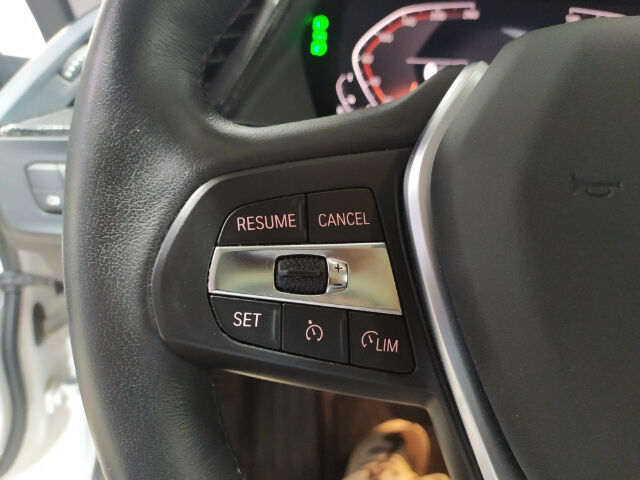 RESUME CANCEL
+
-
SET LIM